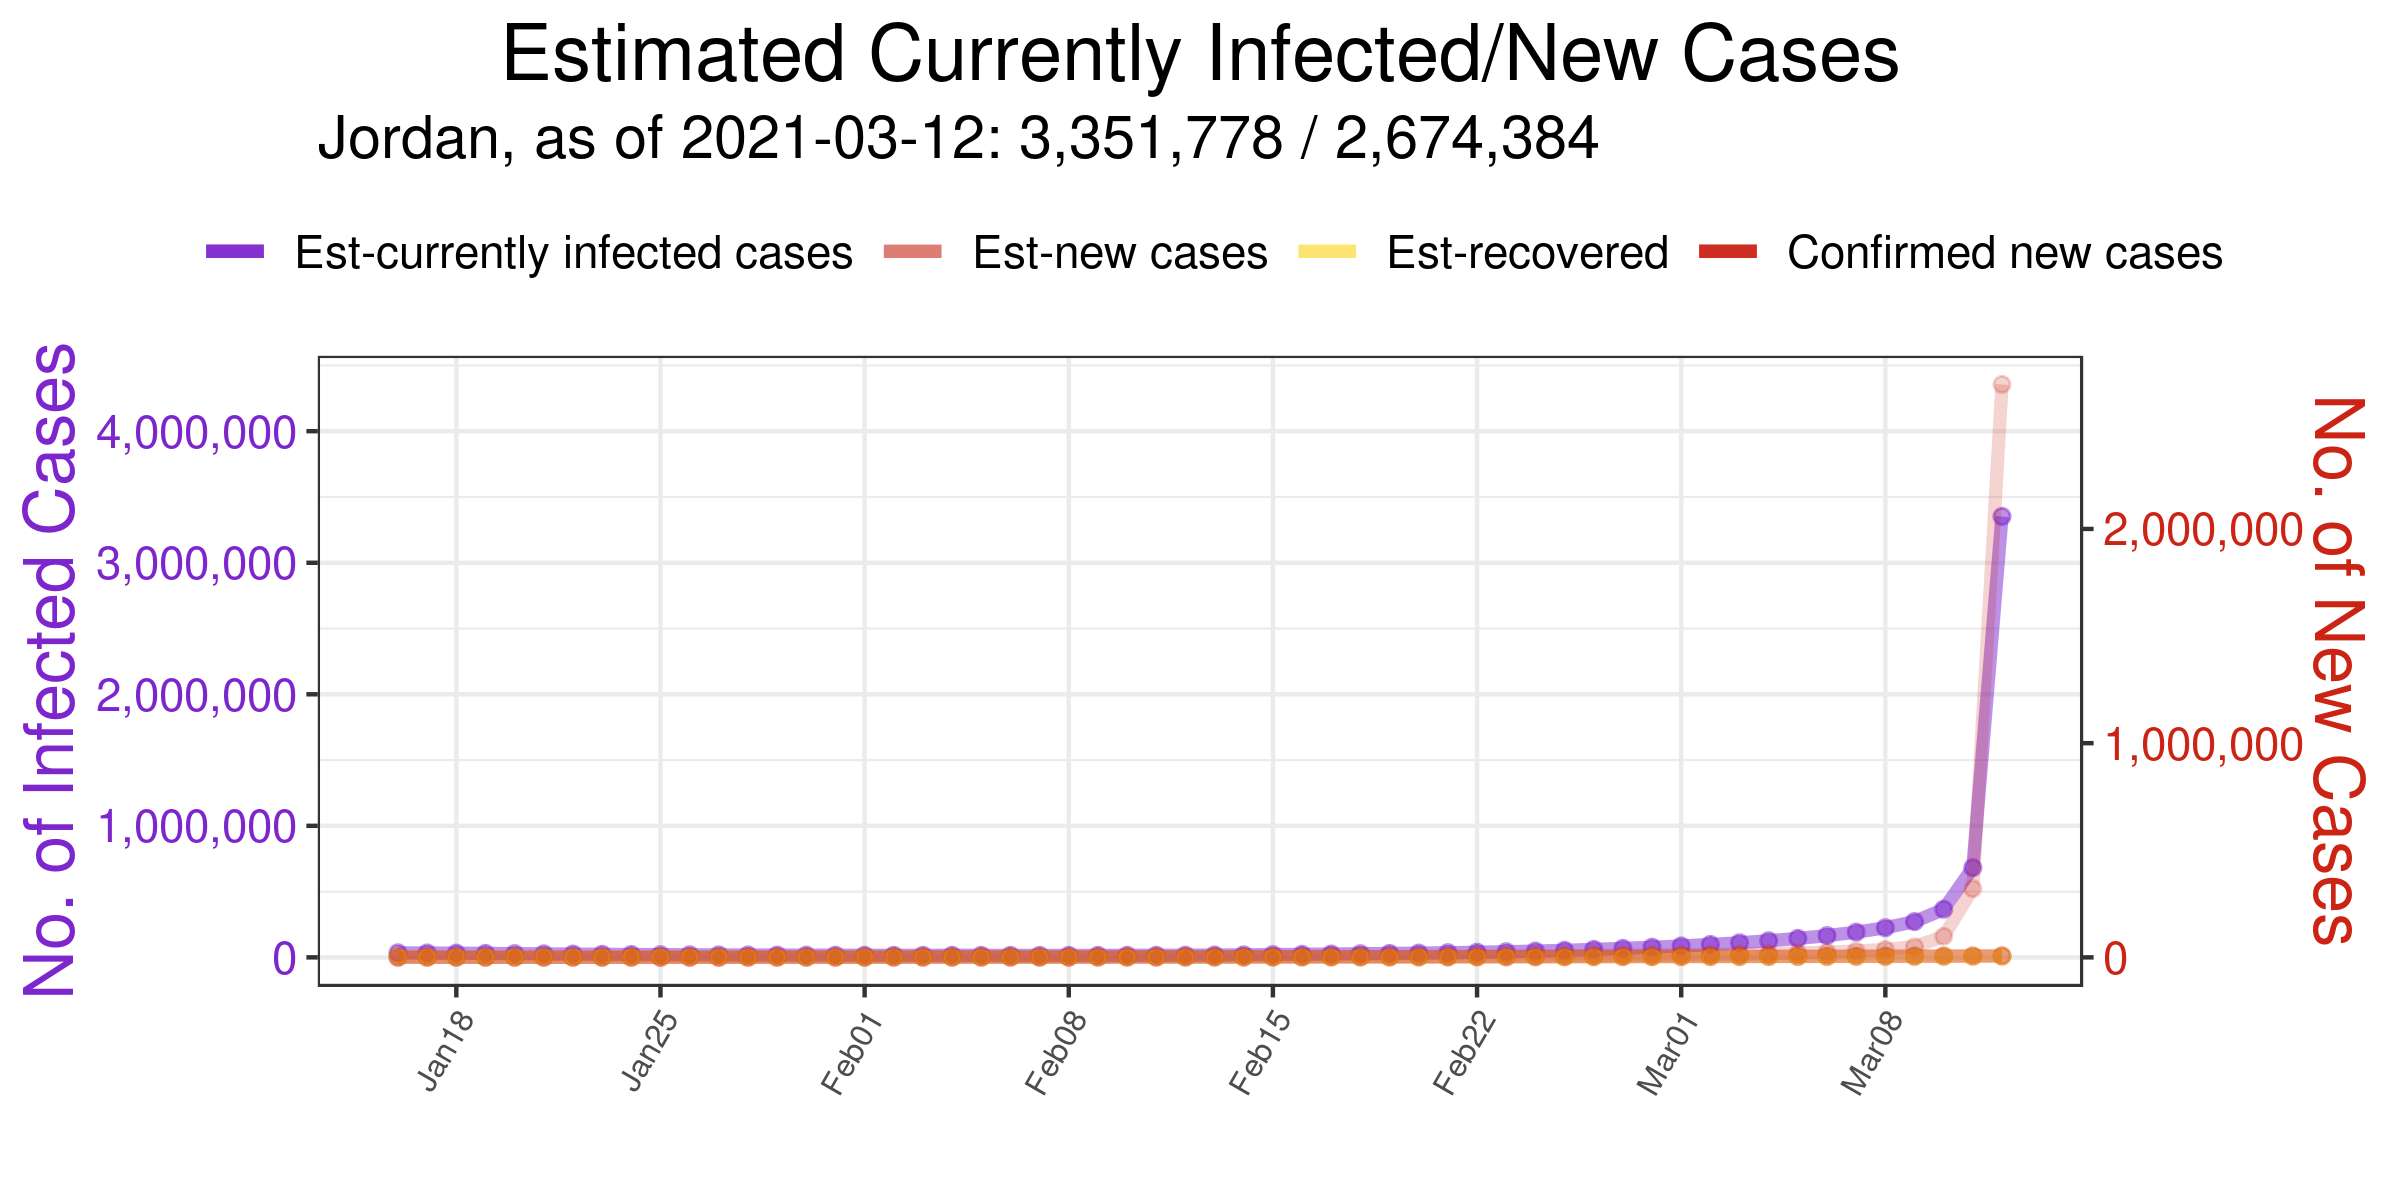 Estimated Currently Infected/New Cases
Jordan, as of 2021-03-12: 3,351,778 / 2,674,384
Est-currently infected cases Est-new cases Est-recovered Confirmed new cases
No. of Infected Cases
4,000,000
3,000,000
2,000,000
1,000,000
0
2,000,000
1,000,000
0
No. of New Cases
Jan18 Jan25 Feb01 Feb08 Feb15 Feb22 Mar01 Mar08